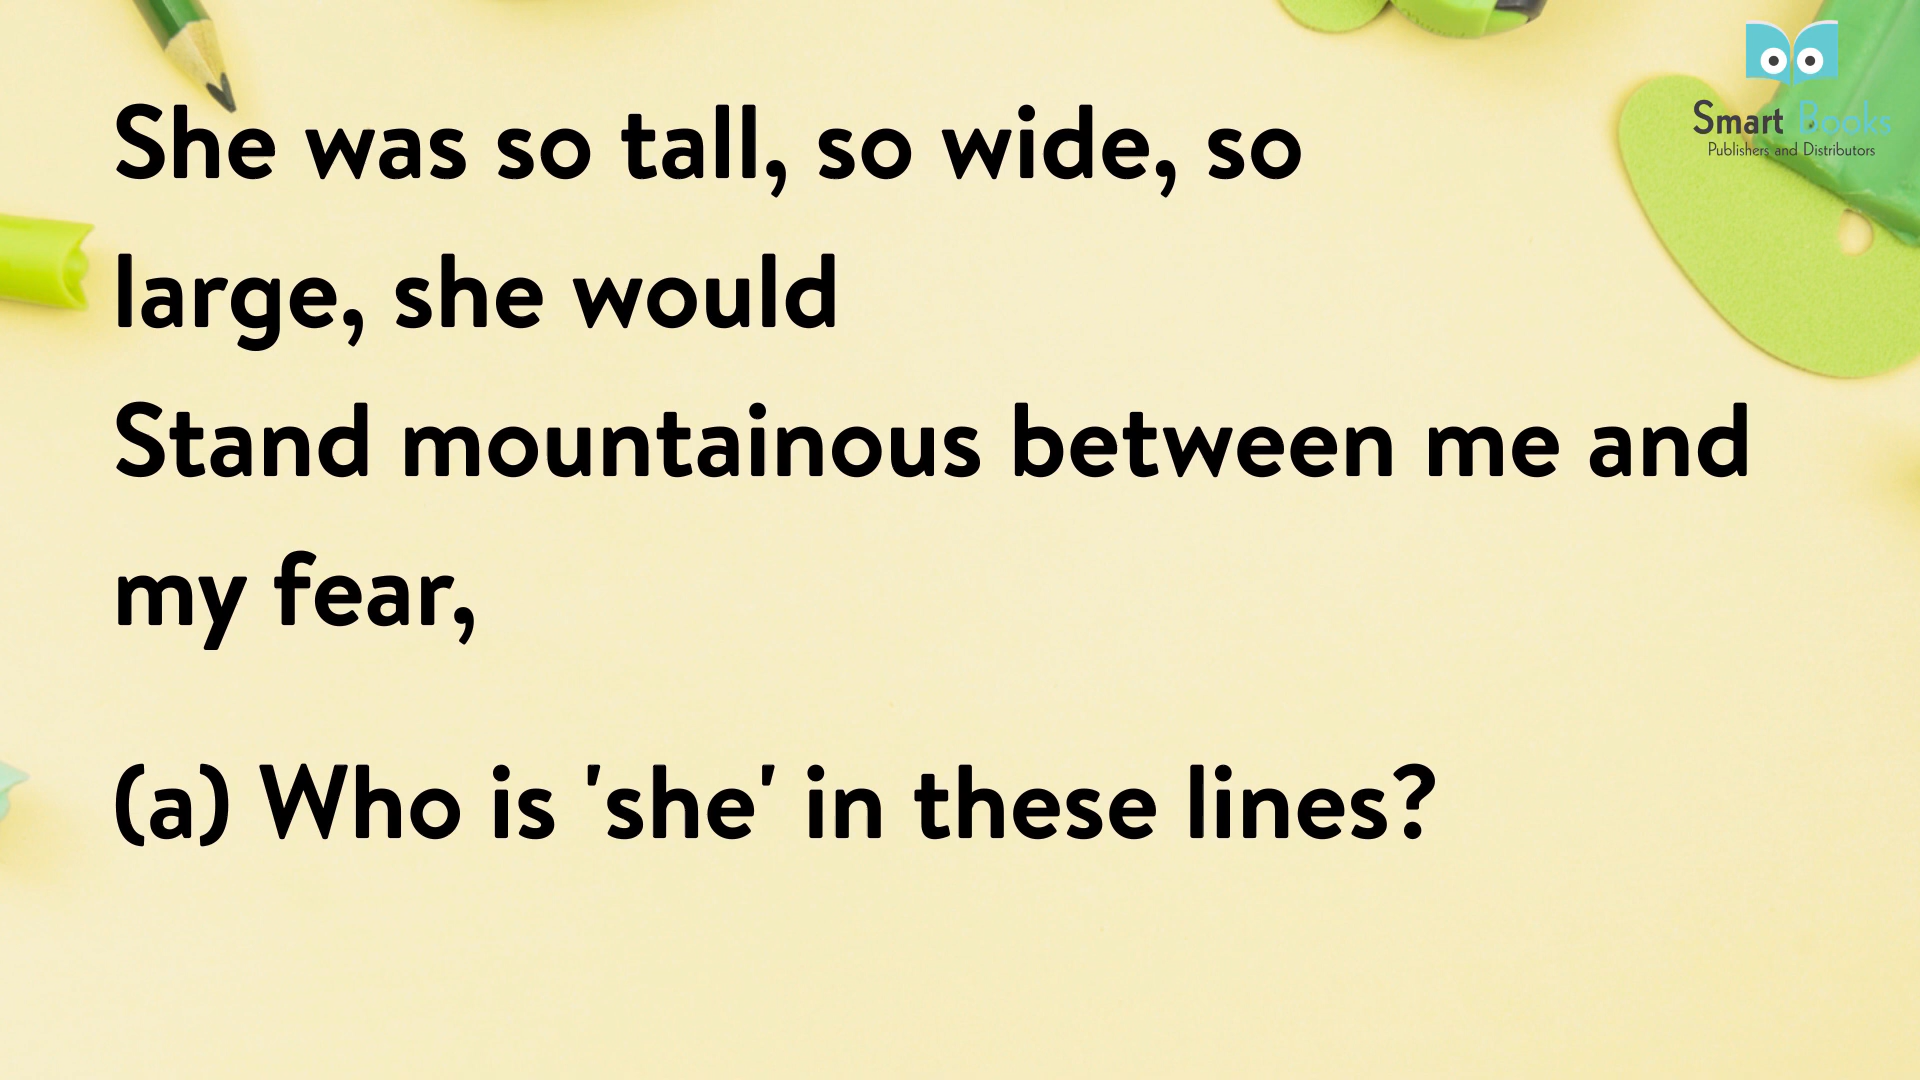 Smart Books
Publishers and Distributors
She was so tall, so wide, so
large, she would
Stand mountainous between me and
my fear,
(a) Who is 'she' in these lines?